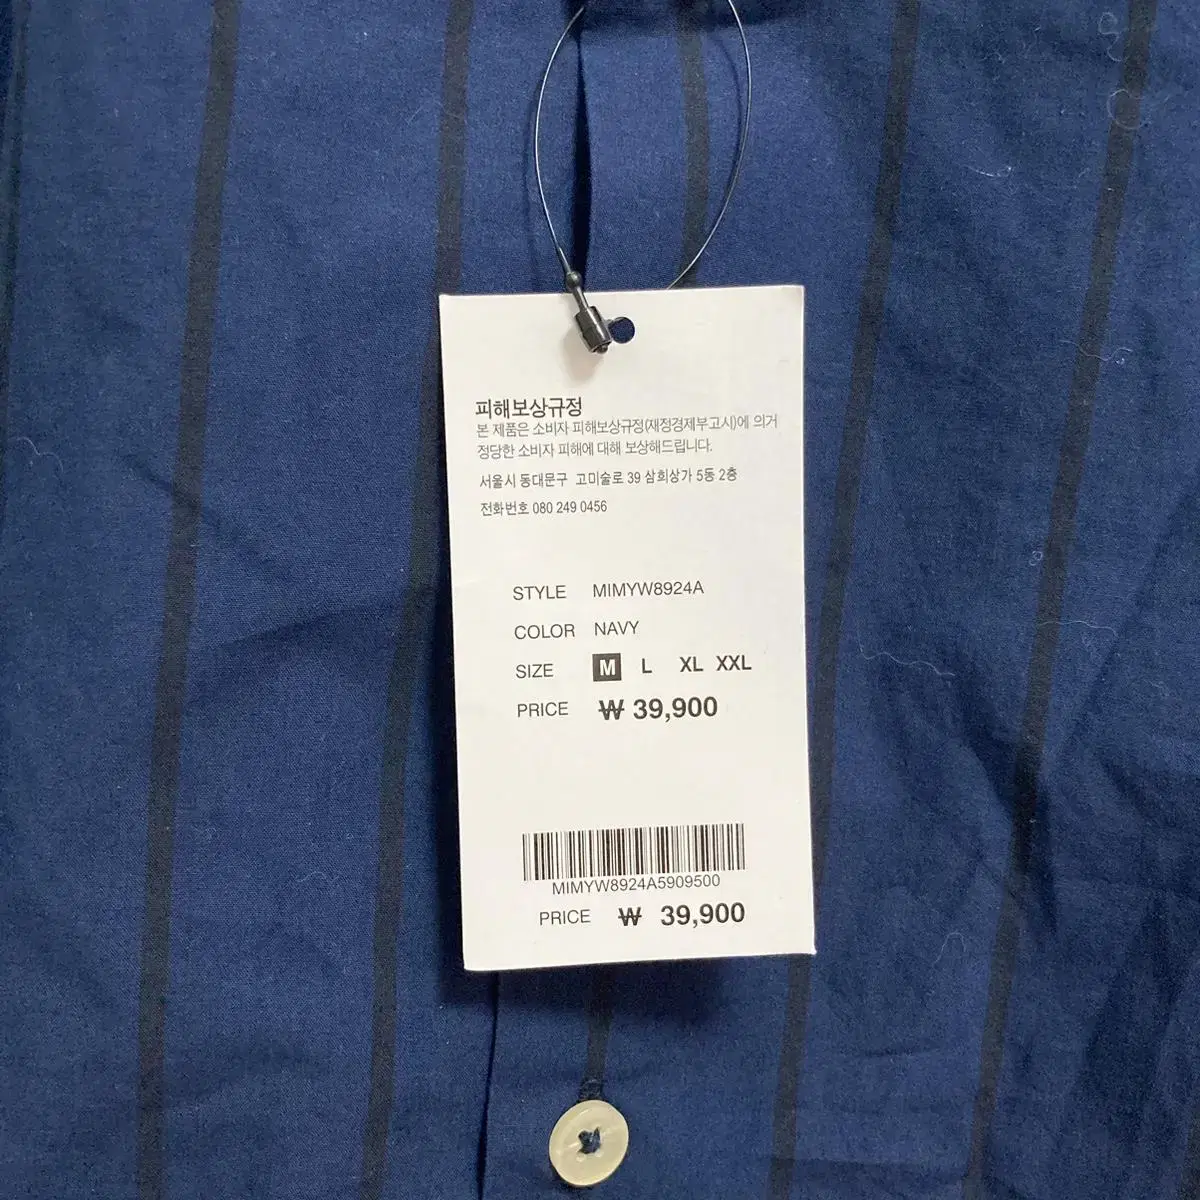 피해보상규정
본 제품은 소비자 피해보상규정(재정경제부고시)에 의거
정당한 소비자 피해에 대해 보상해드립니다.
서울시 동대문구 고미술로 39 삼희상가 5동 2층
전화번호 080 249 0456
STYLE MIMYW8924A
COLOR NAVY
SIZE M L XL XXL
PRICE ₩ 39,900
MIMYW8924A5909500
PRICE ₩ 39,900